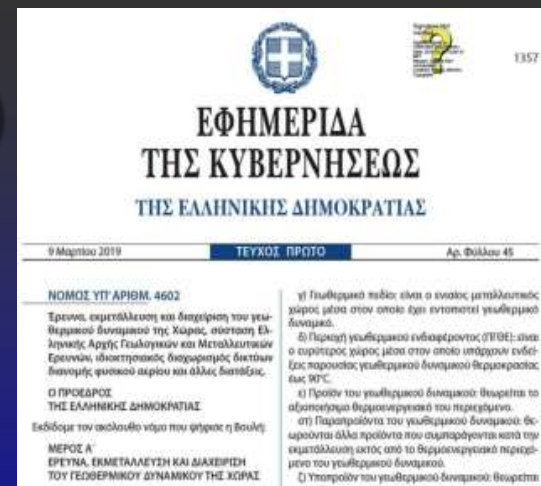 1357
ΕΦΗΜΕΡΙΔΑ
ΤΗΣ ΚΥΒΕΡΝΗΣΕΩΣ
ΤΗΣ ΕΛΛΗΝΙΚΗΣ ΔΗΜΟΚΡΑΤΙΑΣ
9 Μαρτίου 2019
ΤΕΥΧΟΣ ΠΡΩΤΟ
Αρ. Φύλλου 45
ΝΟΜΟΣ ΥΠ' ΑΡΙΘΜ. 4602
Έρευνα, εκμετάλλευση και διαχείριση του γεω-
θερμικού δυναμικού της Χώρας, σύσταση Ελ-
ληνικής Αρχής Γεωλογικών και Μεταλλευτικών
Ερευνών, ιδιοκτησιακός διαχωρισμός δικτύων
διανομής φυσικού αερίου και άλλες διατάξεις.
Ο ΠΡΟΕΔΡΟΣ
ΤΗΣ ΕΛΛΗΝΙΚΗΣ ΔΗΜΟΚΡΑΤΙΑΣ
Εκδίδομε τον ακόλουθο νόμο που ψήφισε η Βουλή:
ΜΕΡΟΣ Α΄
ΕΡΕΥΝΑ, ΕΚΜΕΤΑΛΛΕΥΣΗ ΚΑΙ ΔΙΑΧΕΙΡΙΣΗ
ΤΟΥ ΓΕΩΘΕΡΜΙΚΟΥ ΔΥΝΑΜΙΚΟΥ ΤΗΣ ΧΩΡΑΣ
γ) Γεωθερμικό πεδίο: είναι ο ενιαίος μεταλλευτικός
χώρος μέσα στον οποίο έχει εντοπιστεί γεωθερμικό
δυναμικό.
δ) Περιοχή γεωθερμικού ενδιαφέροντος (ΠΓΘΕ): είναι
ο ευρύτερος χώρος μέσα στον οποίο υπάρχουν ενδεί-
ξεις παρουσίας γεωθερμικού δυναμικού θερμοκρασίας
έως 90°C.
ε) Προϊόν του γεωθερμικού δυναμικού: θεωρείται το
αξιοποιήσιμο θερμοενεργειακό του περιεχόμενο.
στ) Παραπροϊόντα του γεωθερμικού δυναμικού: θε-
ωρούνται άλλα προϊόντα που συμπαράγονται κατά την
εκμετάλλευση εκτός από το θερμοενεργειακό περιεχό-
μενο του γεωθερμικού δυναμικού.
ζ) Υποπροϊόν του γεωθερμικού δυναμικού: θεωρείται